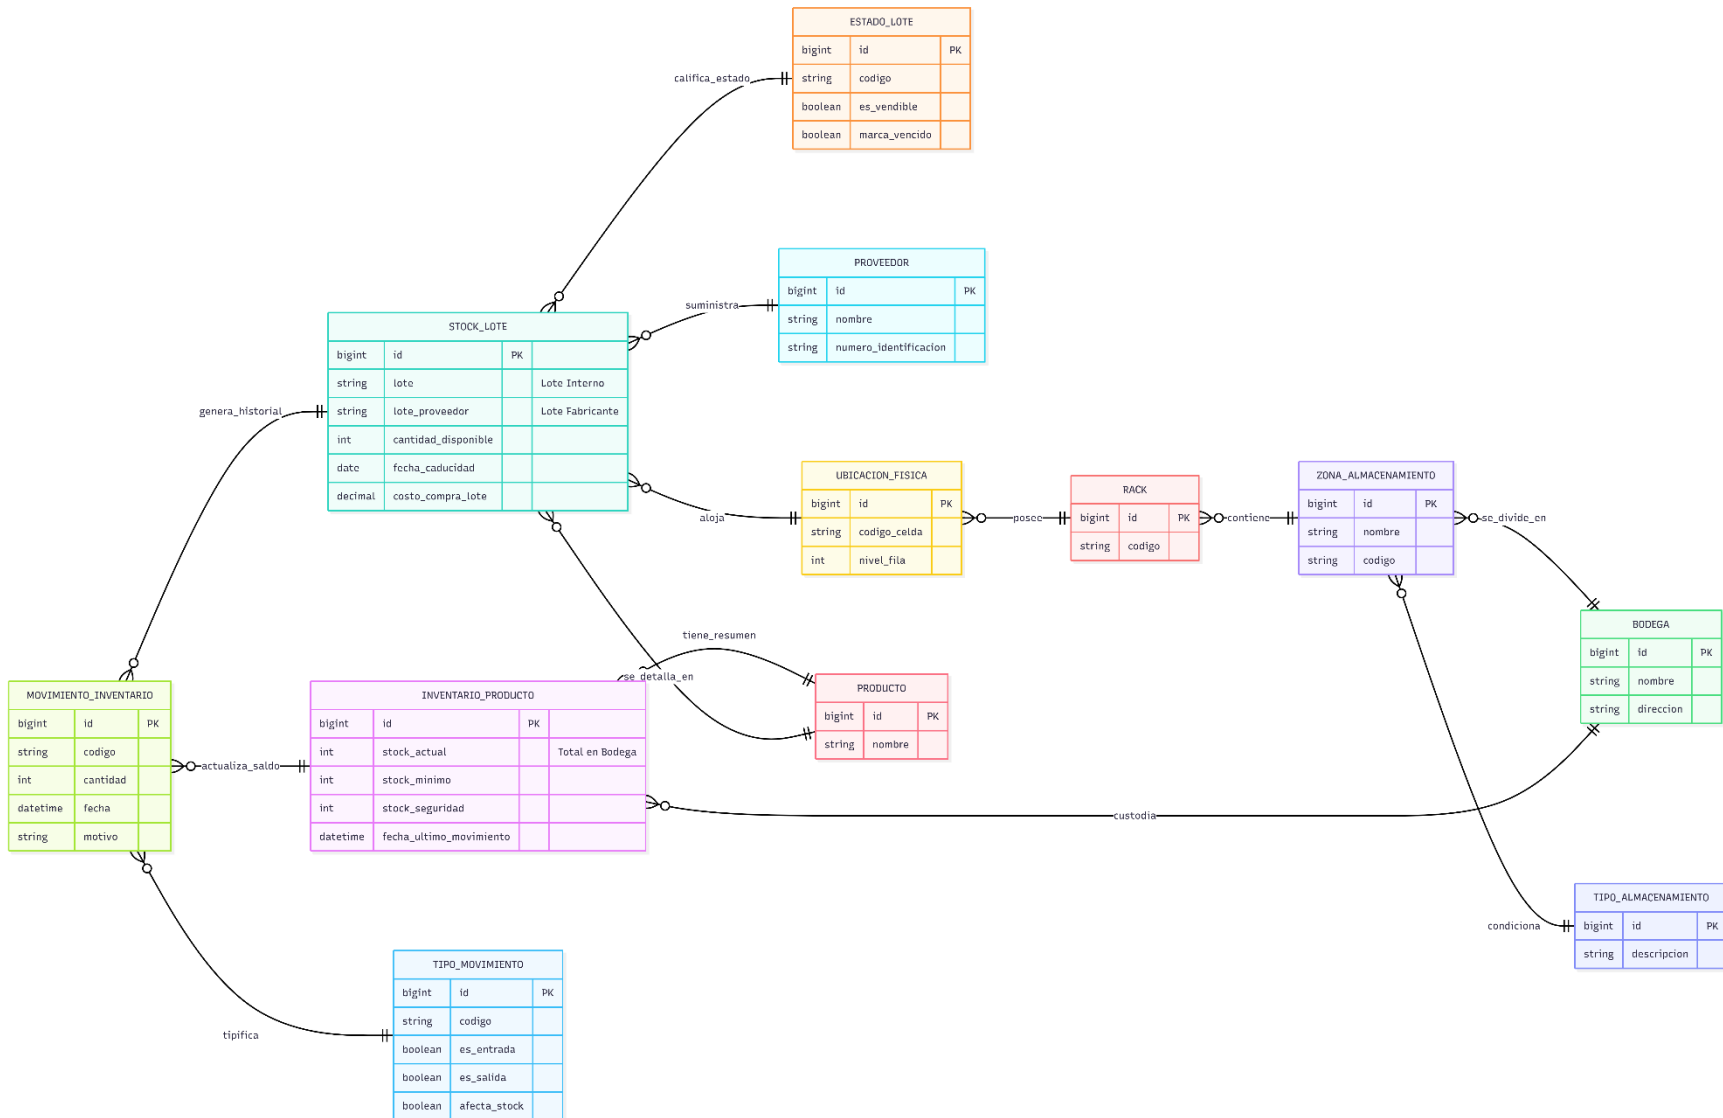 ESTADO_LOTE
bigint id PK
string codigo
boolean es_vendible
boolean marca_vencido
califica_estado
PROVEEDOR
bigint id PK
string nombre
string numero_identificacion
suministra
STOCK_LOTE
bigint id PK
string lote Lote Interno
string lote_proveedor Lote Fabricante
int cantidad_disponible
date fecha_caducidad
decimal costo_compra_lote
genera_historial
aloja
UBICACION_FISICA
bigint id PK
string codigo_celda
int nivel_fila
posee
RACK
bigint id PK
string codigo
contiene
ZONA_ALMACENAMIENTO
bigint id PK
string nombre
string codigo
se_divide_en
BODEGA
bigint id PK
string nombre
string direccion
tiene_resumen
se_detalla_en
PRODUCTO
bigint id PK
string nombre
MOVIMIENTO_INVENTARIO
bigint id PK
string codigo
int cantidad
datetime fecha
string motivo
actualiza_saldo
INVENTARIO_PRODUCTO
bigint id PK
int stock_actual Total en Bodega
int stock_minimo
int stock_seguridad
datetime fecha_ultimo_movimiento
custodia
TIPO_ALMACENAMIENTO
bigint id PK
string descripcion
condiciona
tipifica
TIPO_MOVIMIENTO
bigint id PK
string codigo
boolean es_entrada
boolean es_salida
boolean afecta_stock